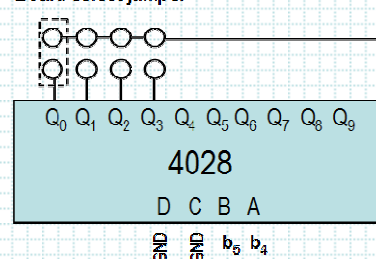 Board select jumper
Q0 Q1 Q2 Q3 Q4 Q5 Q6 Q7 Q8 Q9
4028
D C B A
GND GND b5 b4